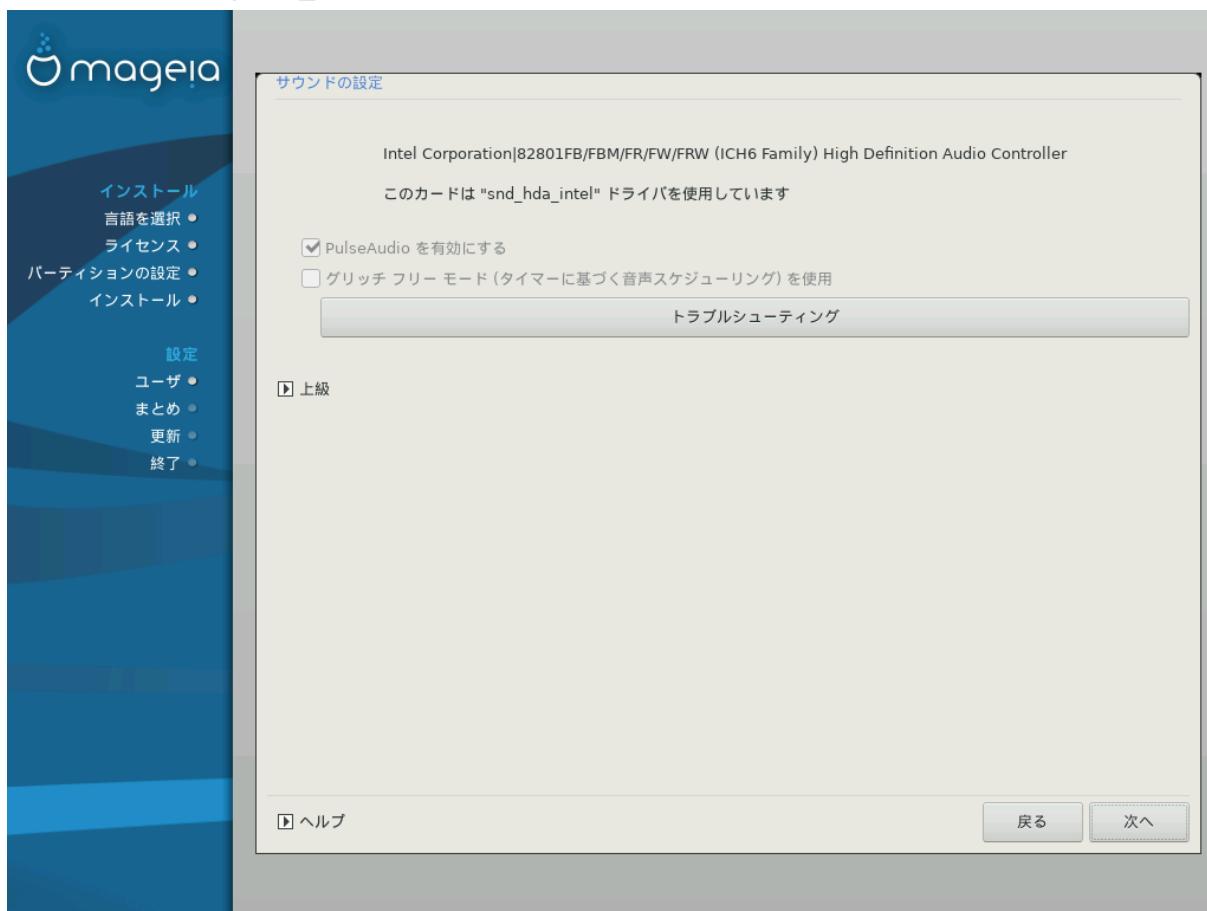 mageia
インストール
言語を選択
ライセンス
パーティションの設定
インストール
設定
ユーザ
まとめ
更新
終了
サウンドの設定
Intel Corporation|82801FB/FBM/FR/FW/FRW (ICH6 Family) High Definition Audio Controller
このカードは "snd_hda_intel" ドライバを使用しています
PulseAudio を有効にする
グリッチ フリー モード (タイマーに基づく音声スケジューリング) を使用
トラブルシューティング
上級
ヘルプ
戻る
次へ